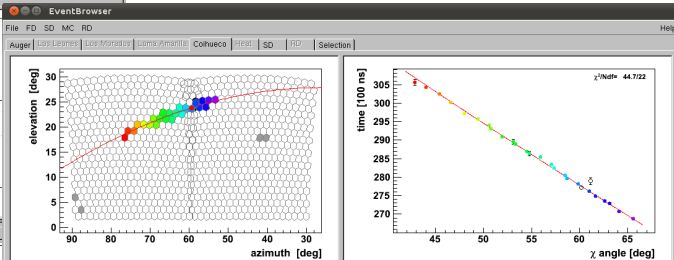 EventBrowser
File FD SD MC RD Help
Auger Los Leones Los Morados Loma Amarilla Coihueco Heat SD RD Selection
elevation [deg]
30
25
20
15
10
5
0
90 80 70 60 50 40 30
azimuth [deg]
χ²/Ndf= 44.7/22
time [100 ns]
305
300
295
290
285
280
275
270
45 50 55 60 65
χ angle [deg]